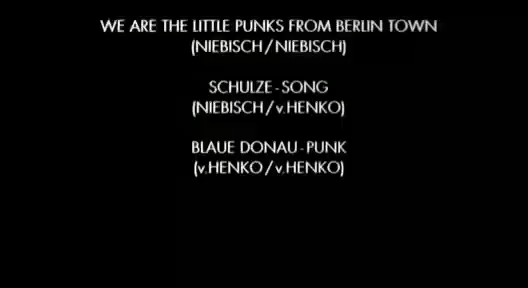 WE ARE THE LITTLE PUNKS FROM BERLIN TOWN
(NIEBISCH/NIEBISCH)
SCHULZE-SONG
(NIEBISCH/v.HENKO)
BLAUE DONAU-PUNK
(v.HENKO/v.HENKO)